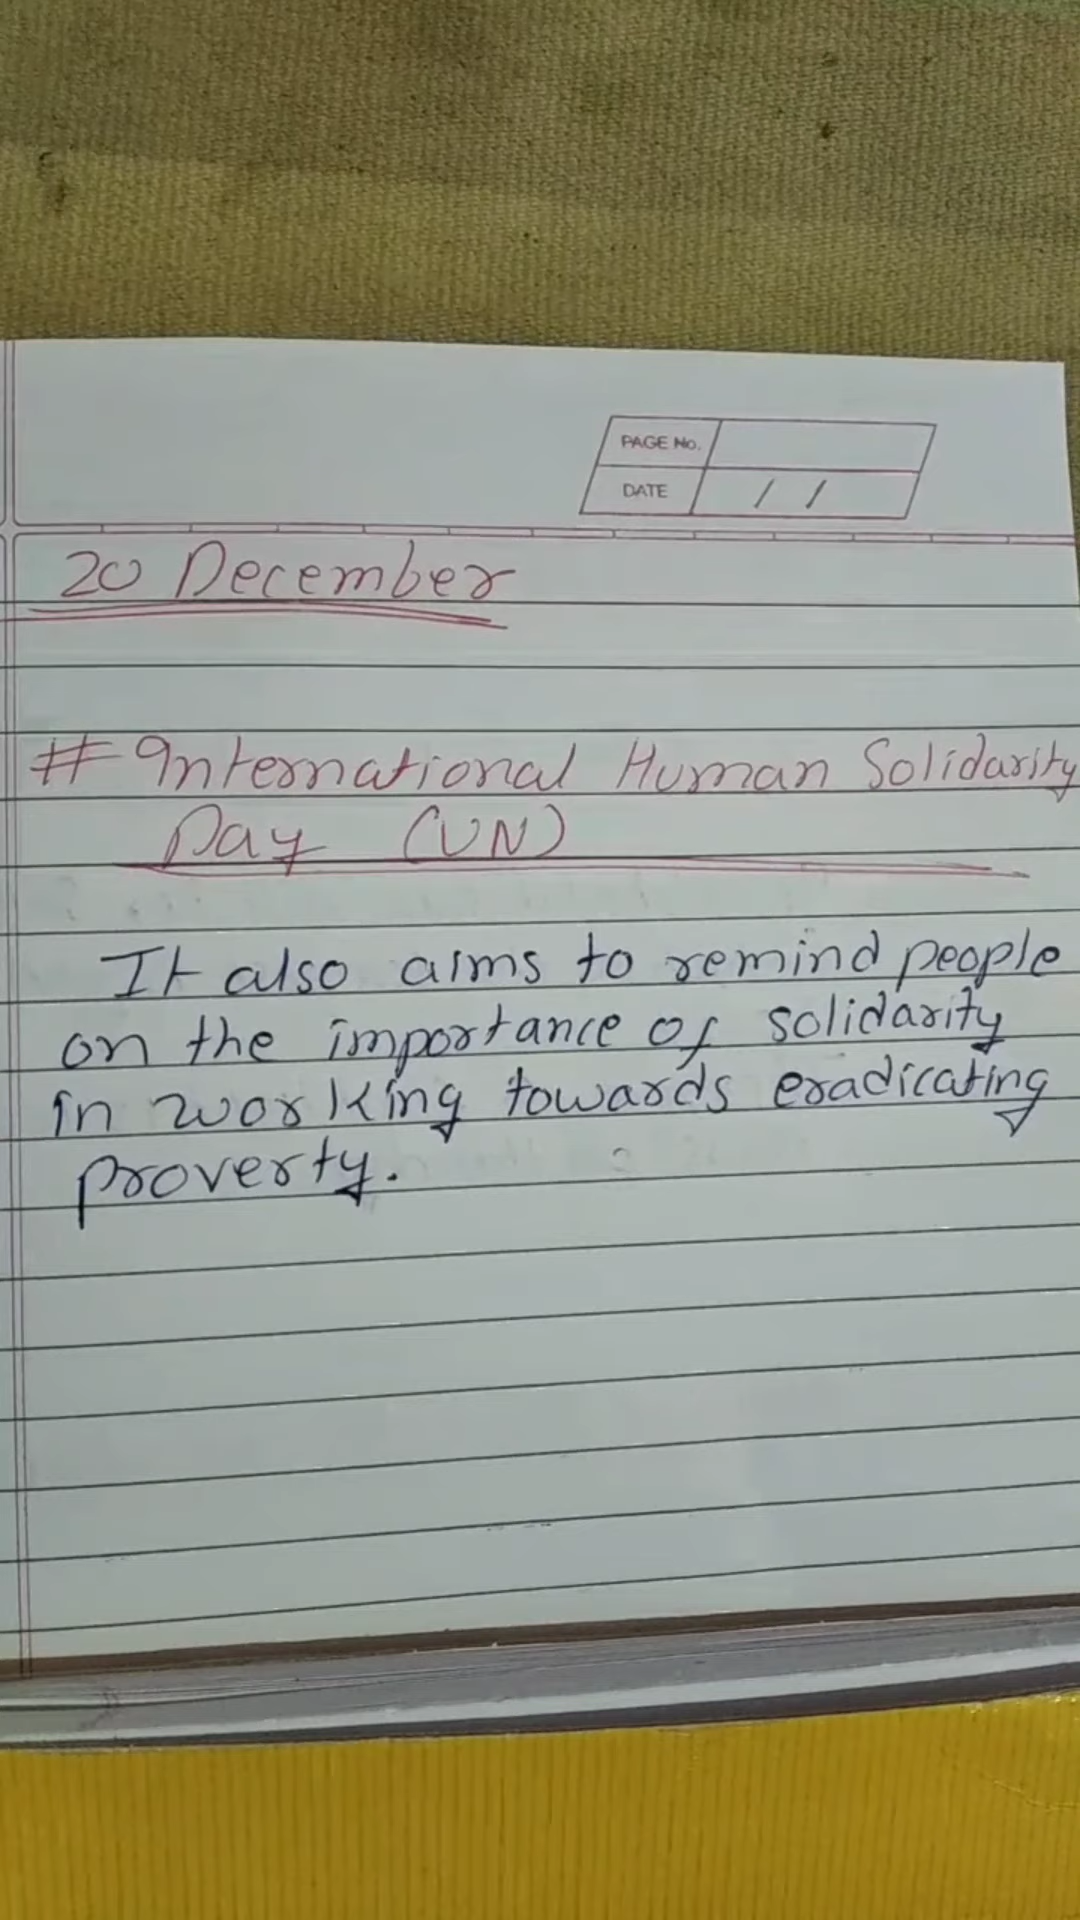 PAGE No.
DATE / /
20 December
# International Human Solidarity
Day (UN)
It also aims to remind people
on the importance of solidarity
in working towards eradicating
proverty.